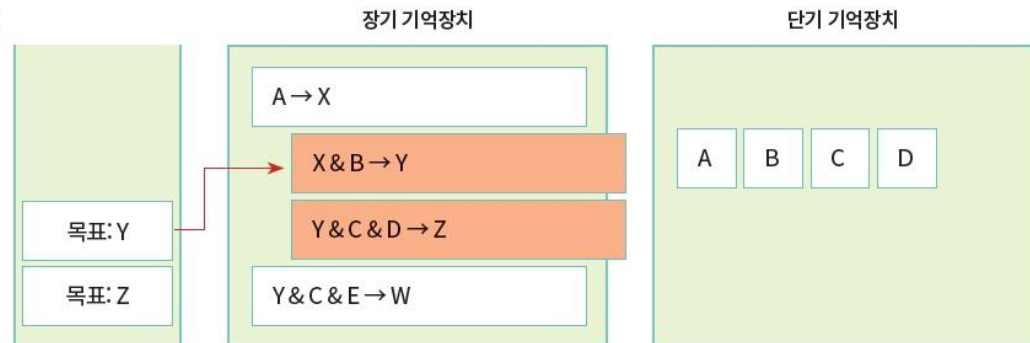 장기 기억장치
단기 기억장치
목표: Y
목표: Z
A → X
X & B → Y
Y & C & D → Z
Y & C & E → W
A B C D